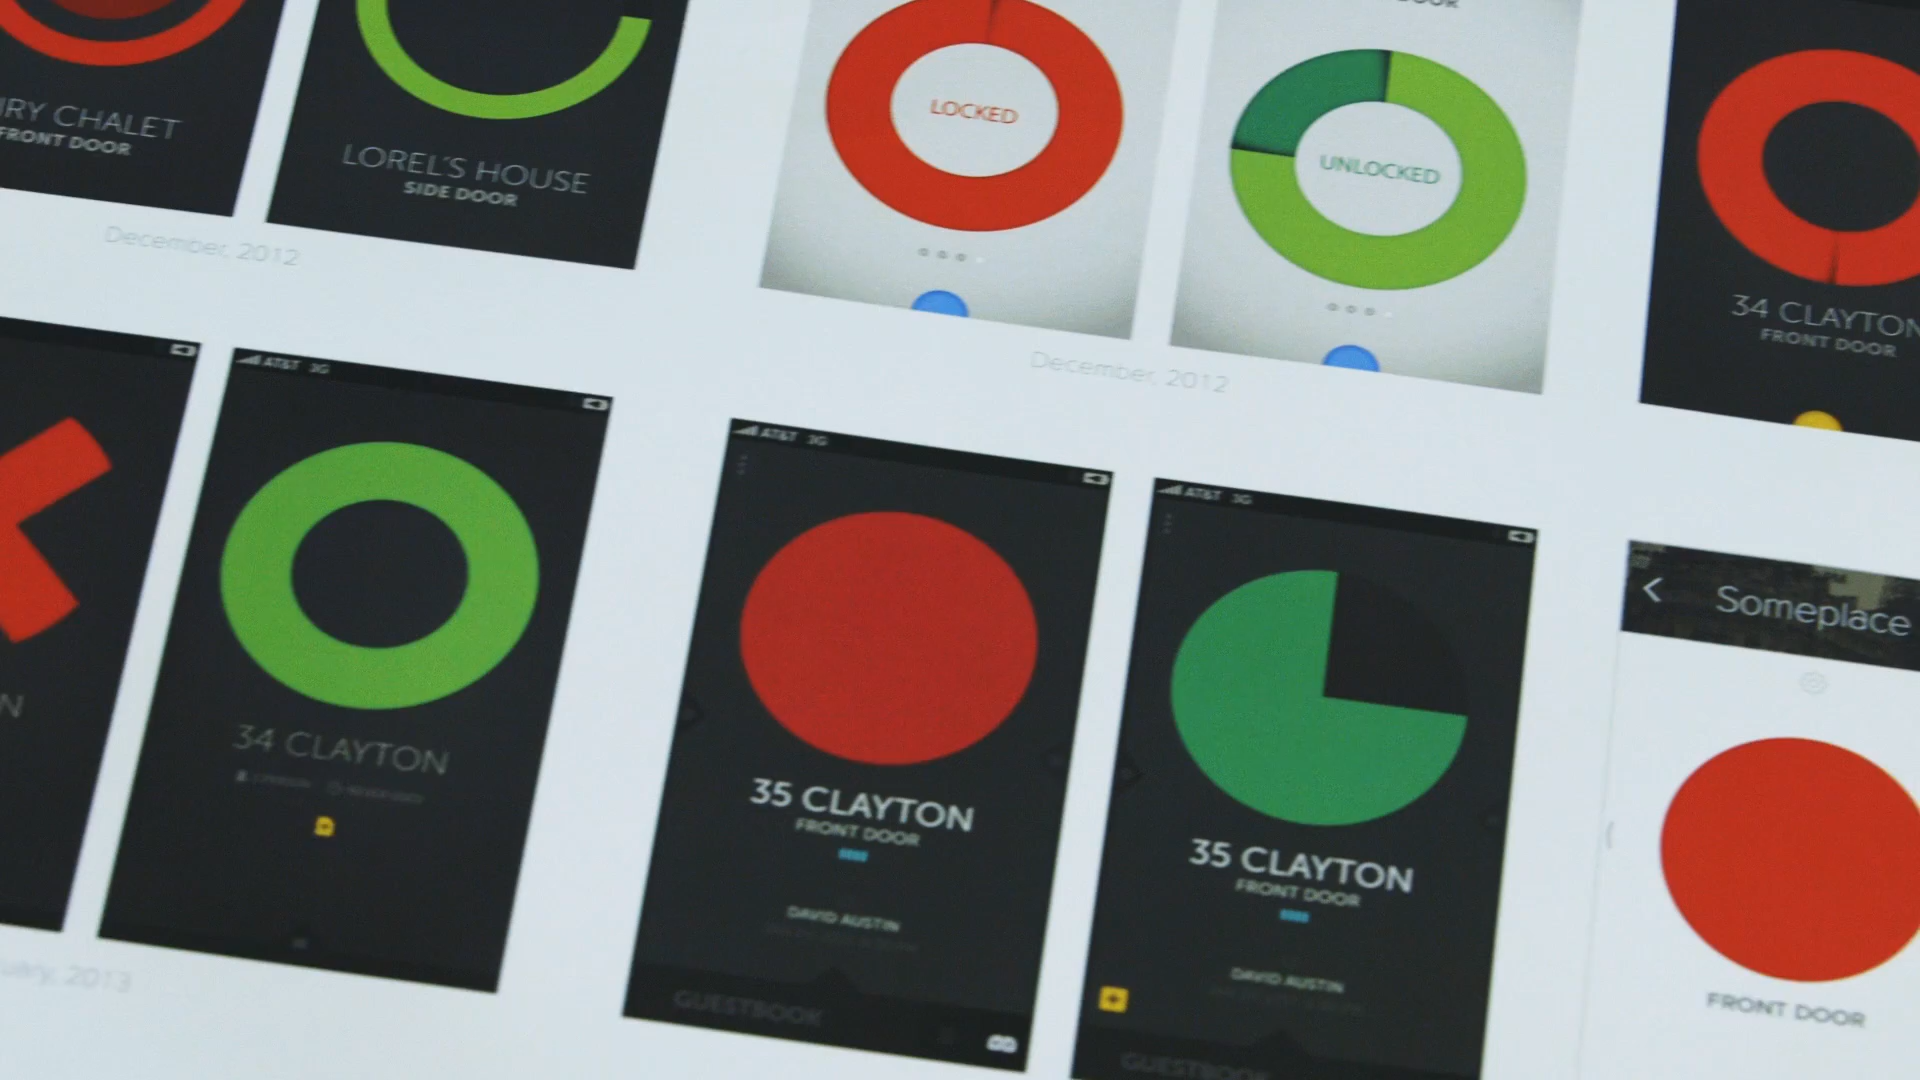 CHALET
FRONT DOOR
LOREL'S HOUSE
SIDE DOOR
December, 2012
LOCKED
UNLOCKED
December, 2012
34 CLAYTON
FRONT DOOR
AT&T 3G
34 CLAYTON
AT&T 3G
35 CLAYTON
FRONT DOOR
DAVID AUSTIN
GUESTBOOK
AT&T 3G
35 CLAYTON
FRONT DOOR
DAVID AUSTIN
GUESTBOOK
Someplace
FRONT DOOR
2013